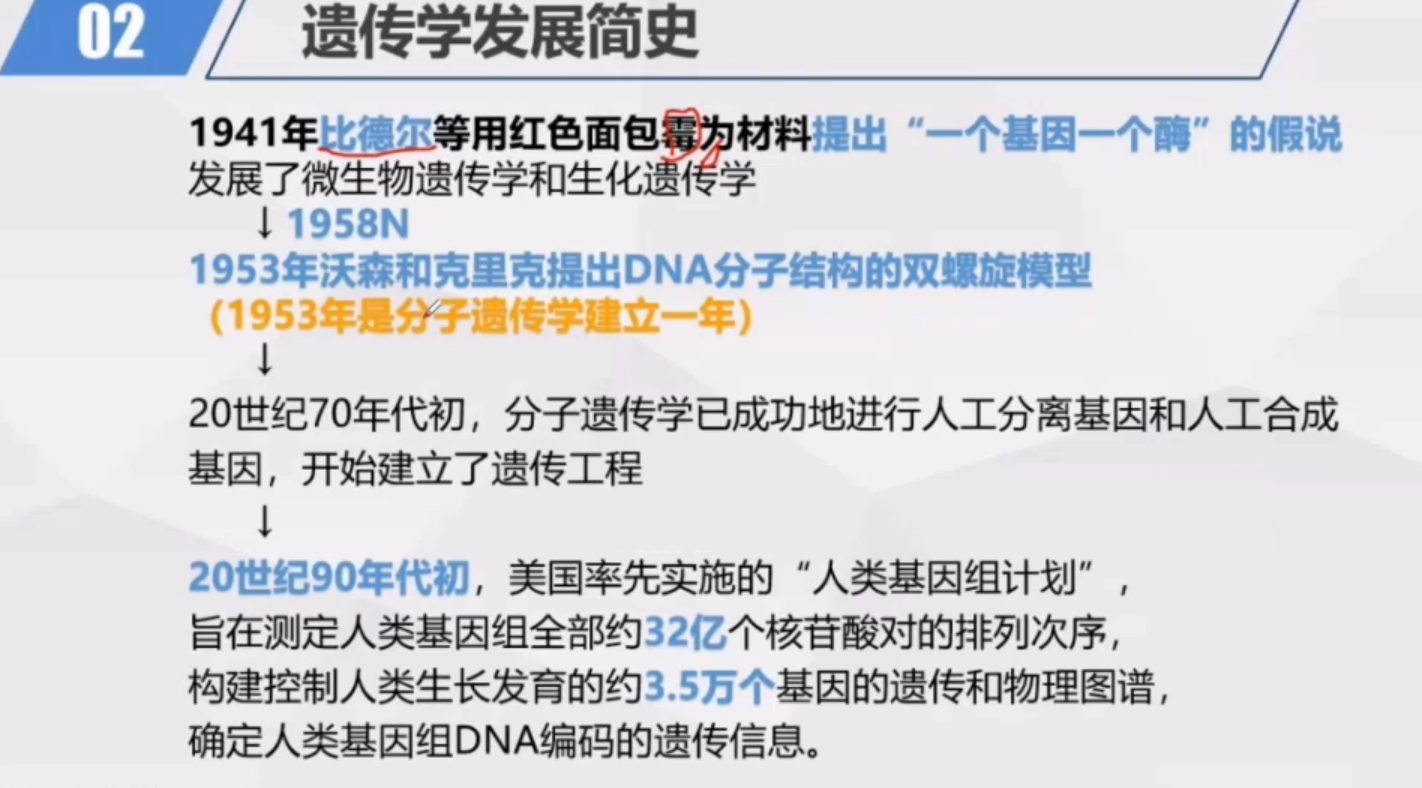 02
遗传学发展简史
1941年比德尔等用红色面包霉为材料提出“一个基因一个酶”的假说
发展了微生物遗传学和生化遗传学
↓ 1958N
1953年沃森和克里克提出DNA分子结构的双螺旋模型
（1953年是分子遗传学建立一年）
↓
20世纪70年代初，分子遗传学已成功地进行人工分离基因和人工合成
基因，开始建立了遗传工程
↓
20世纪90年代初，美国率先实施的“人类基因组计划”，
旨在测定人类基因组全部约32亿个核苷酸对的排列次序，
构建控制人类生长发育的约3.5万个基因的遗传和物理图谱，
确定人类基因组DNA编码的遗传信息。